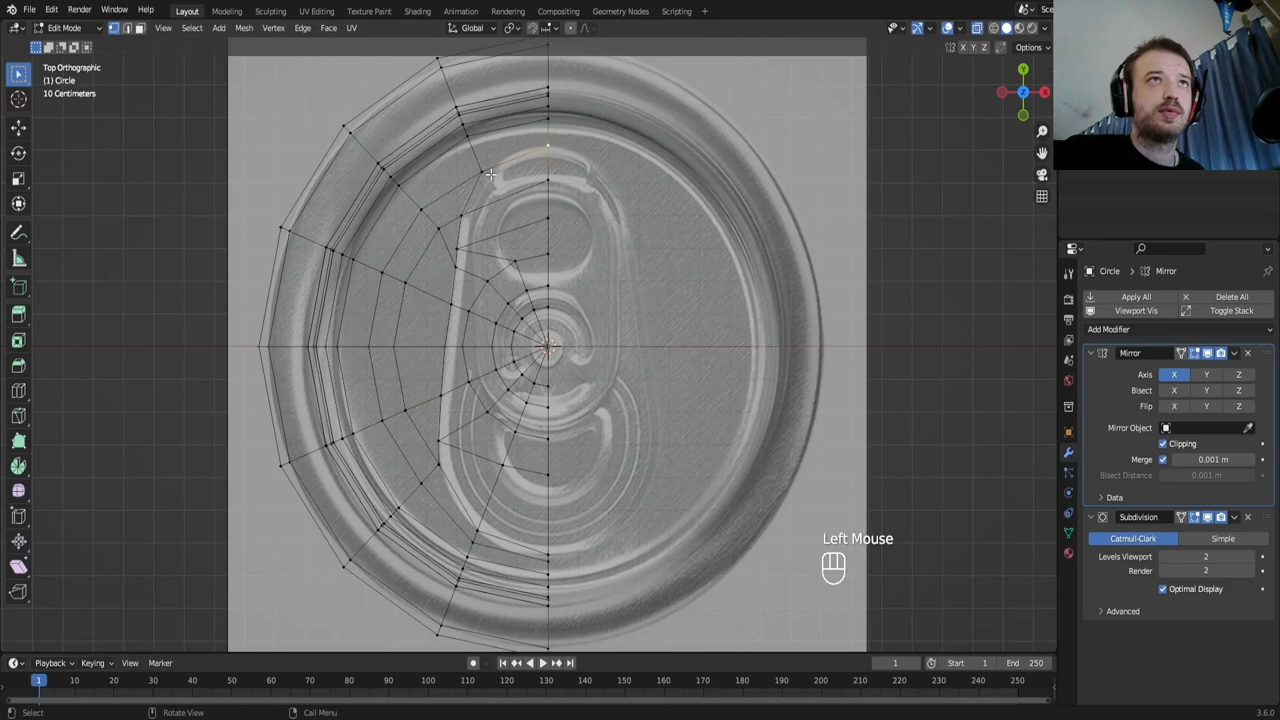 File Edit Render Window Help Layout Modeling Sculpting UV Editing Texture Paint Shading Animation Rendering Compositing Geometry Nodes Scripting Sce
Edit Mode View Select Add Mesh Vertex Edge Face UV Global
X Y Z Options
Top Orthographic
(1) Circle
10 Centimeters
Y
Z X
Circle Mirror
Apply All Delete All
Viewport Vis Toggle Stack
Add Modifier
Mirror
Axis X Y Z
Bisect X Y Z
Flip X Y Z
Mirror Object
Clipping
Merge 0.001 m
Bisect Distance 0.001 m
Data
Subdivision
Catmull-Clark Simple
Levels Viewport 2
Render 2
Optimal Display
Advanced
Left Mouse
Playback Keying View Marker 1 Start 1 End 250
1 10 20 30 40 50 60 70 80 90 100 110 120 130 140 150 160 170 180 190 200 210 220 230 240 250
Select Rotate View Call Menu 3.6.0